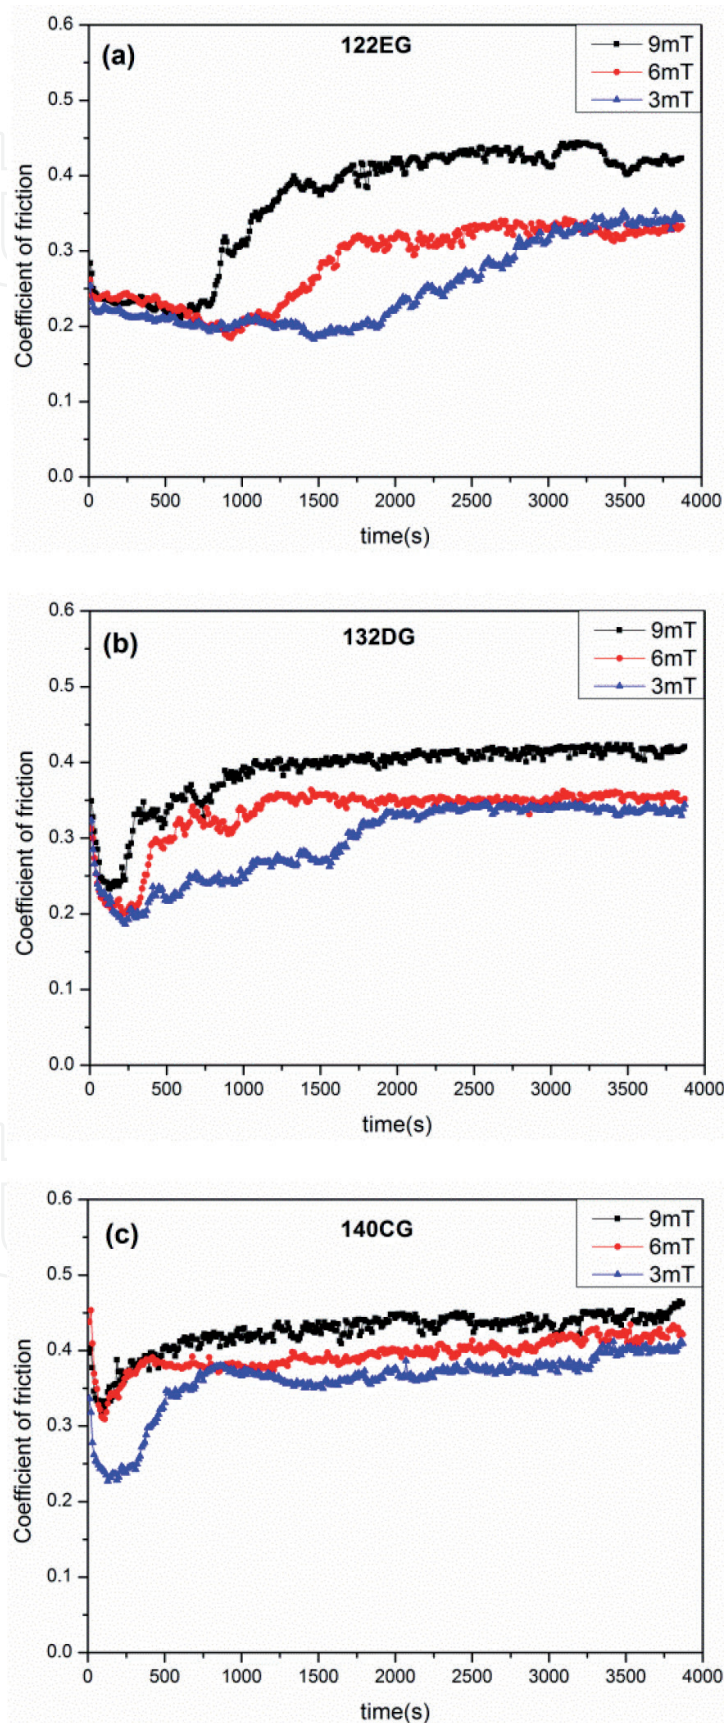 (a)
122EG
9mT
6mT
3mT
0.6
0.5
0.4
0.3
0.2
0.1
0.0
Coefficient of friction
0 500 1000 1500 2000 2500 3000 3500 4000
time(s)
(b)
132DG
9mT
6mT
3mT
0.6
0.5
0.4
0.3
0.2
0.1
0.0
Coefficient of friction
0 500 1000 1500 2000 2500 3000 3500 4000
time(s)
(c)
140CG
9mT
6mT
3mT
0.6
0.5
0.4
0.3
0.2
0.1
0.0
Coefficient of friction
0 500 1000 1500 2000 2500 3000 3500 4000
time(s)